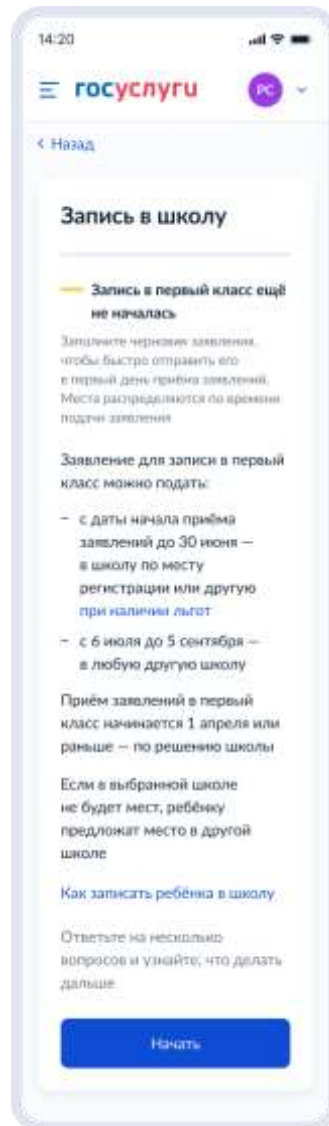 14:20
госуслуги
РС
Назад
Запись в школу
Запись в первый класс ещё
не началась
Заполните черновик заявления,
чтобы быстро отправить его
в первый день приёма заявлений.
Места распределяются по времени
подачи заявления
Заявление для записи в первый
класс можно подать:
– с даты начала приёма
заявлений до 30 июня —
в школу по месту
регистрации или другую
при наличии льгот
– с 6 июля до 5 сентября —
в любую другую школу
Приём заявлений в первый
класс начинается 1 апреля или
раньше — по решению школы
Если в выбранной школе
не будет мест, ребёнку
предложат место в другой
школе
Как записать ребёнка в школу
Ответьте на несколько
вопросов и узнайте, что делать
дальше
Начать